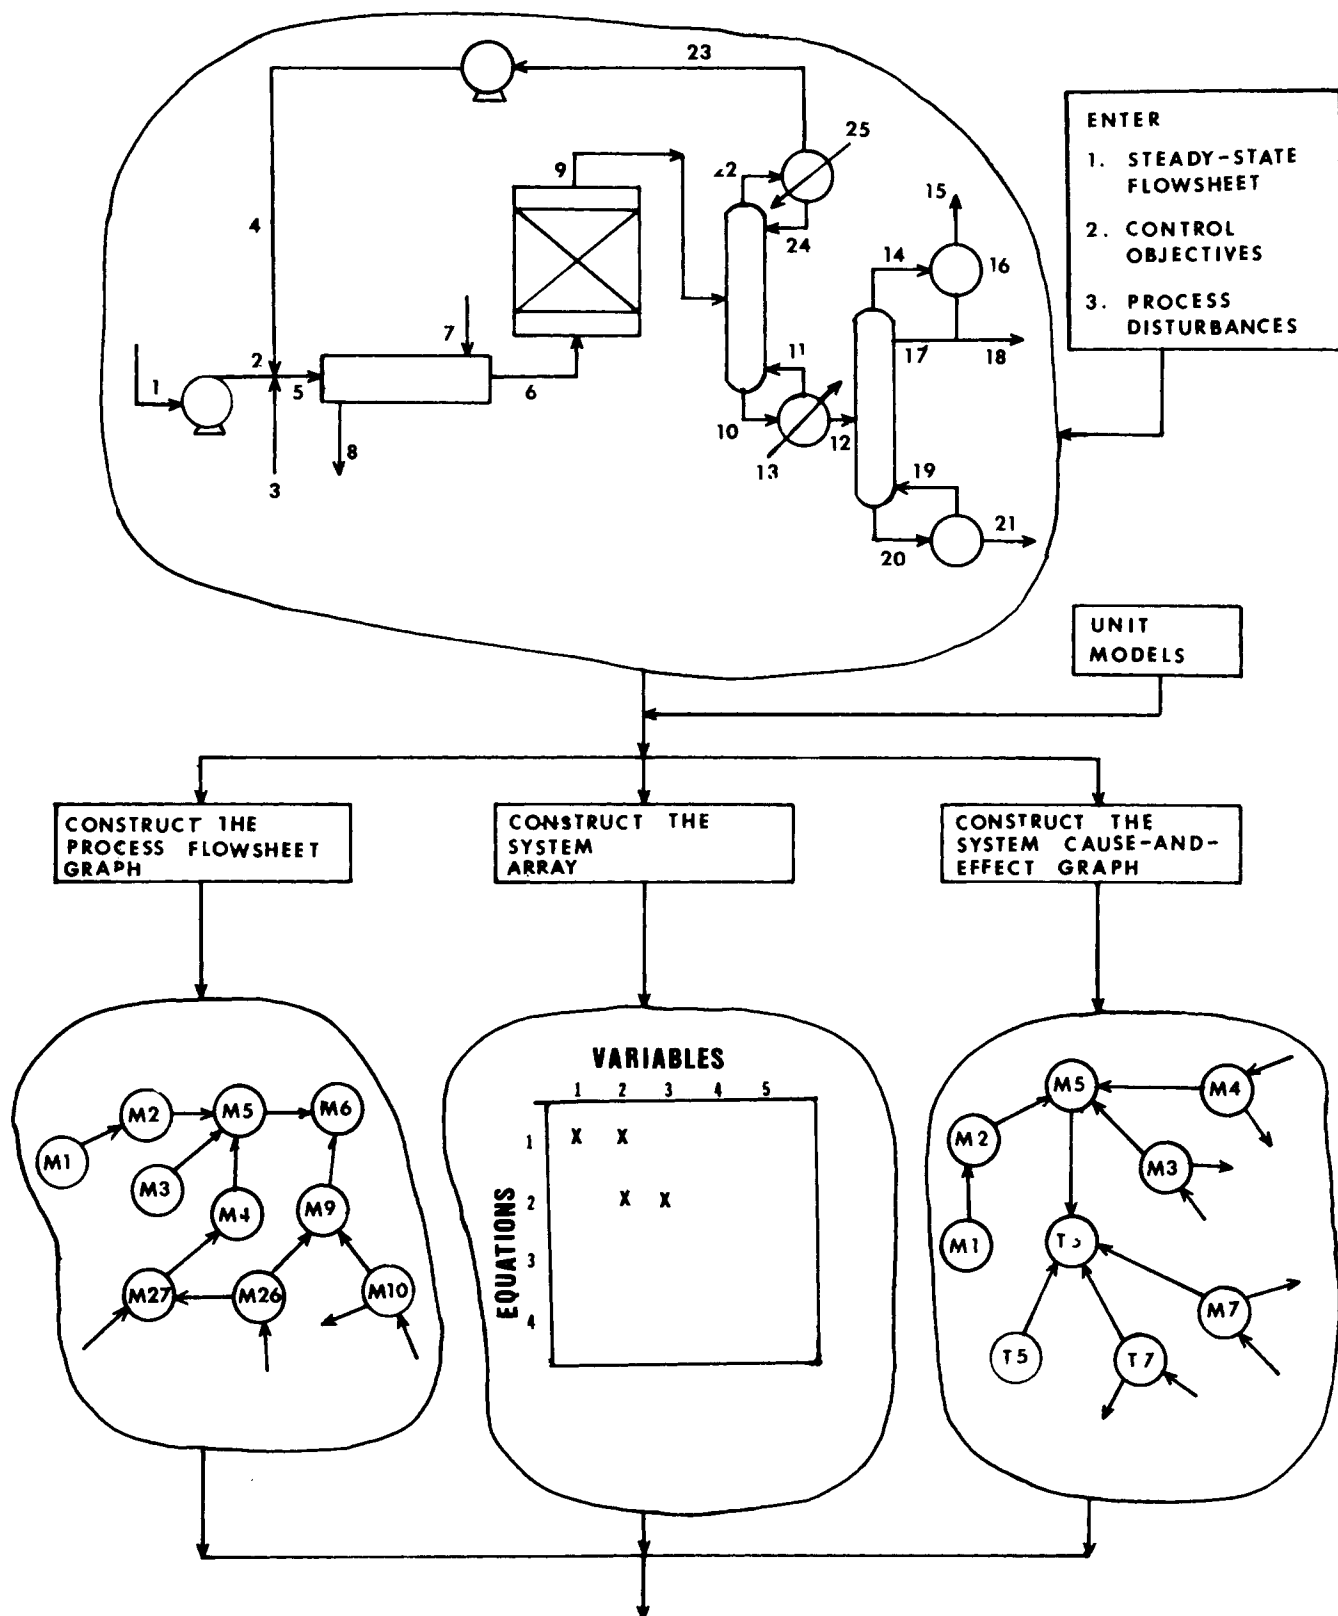 23
25
ENTER
1. STEADY-STATE
FLOWSHEET
2. CONTROL
OBJECTIVES
3. PROCESS
DISTURBANCES
9
22
15
4
24
14
16
7
11
17
18
2
1
5
6
10
12
8
13
19
3
21
20
UNIT
MODELS
CONSTRUCT THE
PROCESS FLOWSHEET
GRAPH
CONSTRUCT THE
SYSTEM
ARRAY
CONSTRUCT THE
SYSTEM CAUSE-AND-
EFFECT GRAPH
M2
M5
M6
M1
M3
M4
M9
M27
M26
M10
VARIABLES
1 2 3 4 5
EQUATIONS
1 X X
2 X X
3
4
M5
M4
M2
M3
M1
M7
T5
T7